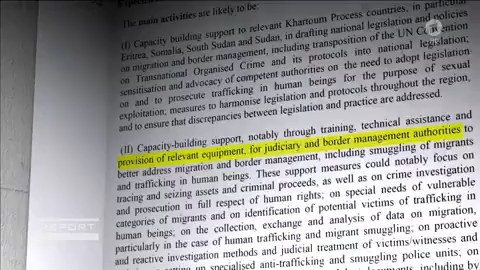 The main activities are likely to be:
(I) Capacity building support to relevant Khartoum Process countries, in particular
Eritrea, Somalia, South Sudan and Sudan, in drafting national legislation and policies
on migration and border management, including transposition of the UN Convention
on Transnational Organised Crime and its protocols into national legislation;
sensitisation and advocacy of competent authorities on the need to adopt legislation
on and to prosecute trafficking in human beings for the purpose of sexual
exploitation; measures to harmonise legislation and protocols throughout the region,
and to ensure that discrepancies between legislation and practice are addressed.
(II) Capacity-building support, notably through training, technical assistance and
provision of relevant equipment, for judiciary and border management authorities to
better address migration and border management, including smuggling of migrants
and trafficking in human beings. These support measures could notably focus on
tracing and seizing assets and criminal proceeds, as well as on crime investigation
and prosecution in full respect of human rights; on special needs of vulnerable
categories of migrants and on identification of potential victims of trafficking in
human beings; on the collection, exchange and analysis of data on migration,
particularly in the case of human trafficking and migrant smuggling; on proactive
and reactive investigation methods and judicial treatment of victims/witnesses and
up specialised anti-trafficking and smuggling police units; on
documents, including by